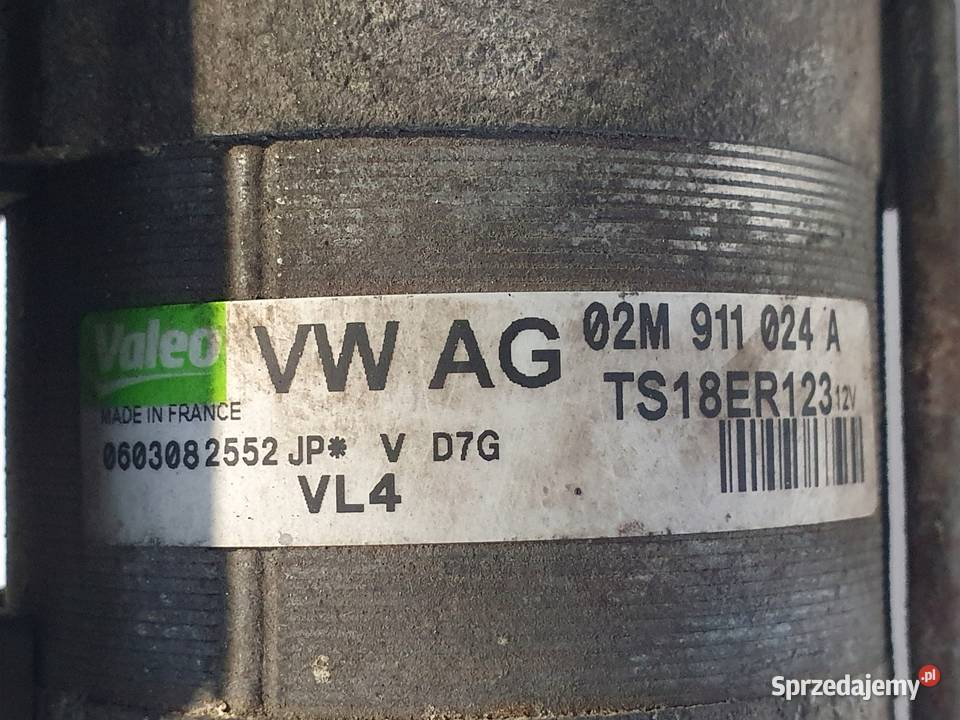 Valeo
VW AG
02M 911 024 A
TS18ER123 12V
MADE IN FRANCE
0603082552 JP* V D7G
VL4
Sprzedajemy.pl